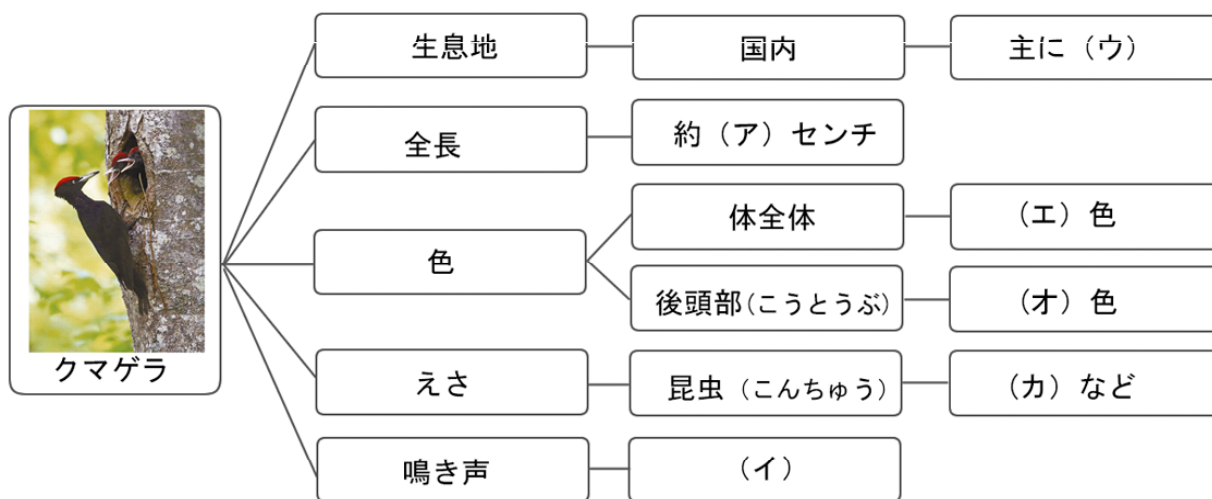 クマゲラ
生息地
国内
主に（ウ）
全長
約（ア）センチ
色
体全体
（エ）色
後頭部（こうとうぶ）
（オ）色
えさ
昆虫（こんちゅう）
（カ）など
鳴き声
（イ）